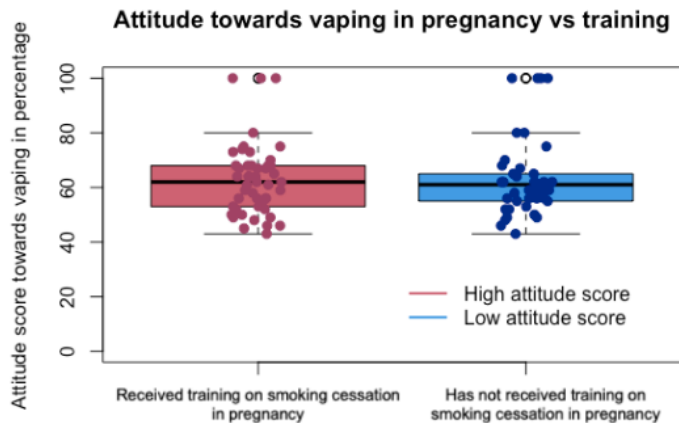 Attitude towards vaping in pregnancy vs training
Attitude score towards vaping in percentage
100
80
60
40
20
0
High attitude score
Low attitude score
Received training on smoking cessation
in pregnancy
Has not received training on
smoking cessation in pregnancy